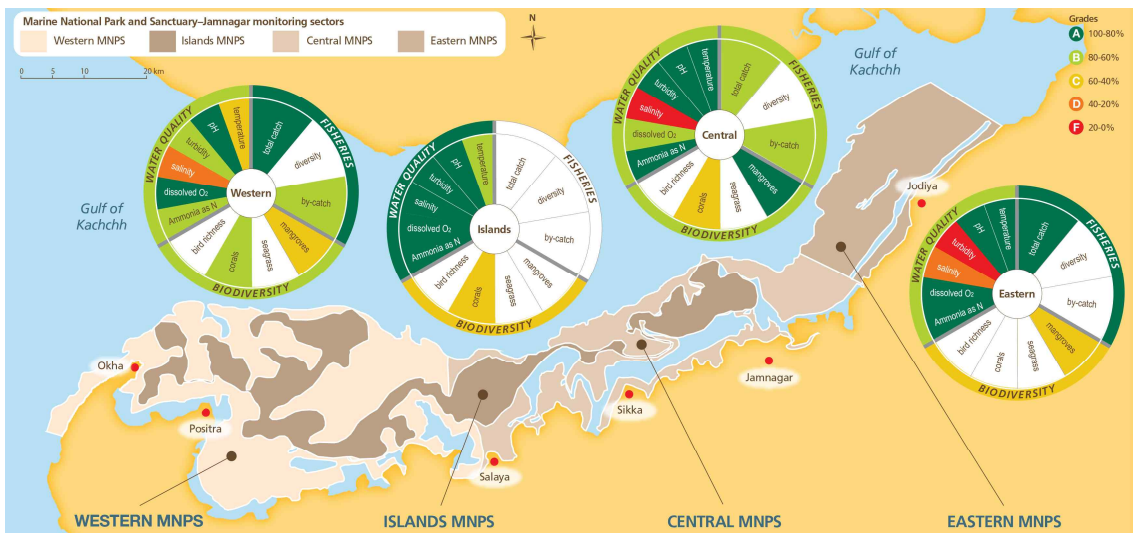 Marine National Park and Sanctuary–Jamnagar monitoring sectors
Western MNPS
Islands MNPS
Central MNPS
Eastern MNPS
0 5 10 20 km
N
Gulf of
Kachchh
Grades
A 100-80%
B 80-60%
C 60-40%
D 40-20%
F 20-0%
WATER QUALITY
FISHERIES
BIODIVERSITY
Western
temperature
pH
turbidity
salinity
dissolved O2
Ammonia as N
total catch
diversity
by-catch
mangroves
seagrass
corals
bird richness
WATER QUALITY
FISHERIES
BIODIVERSITY
Islands
temperature
pH
turbidity
salinity
dissolved O2
Ammonia as N
total catch
diversity
by-catch
mangroves
seagrass
corals
bird richness
WATER QUALITY
FISHERIES
BIODIVERSITY
Central
temperature
pH
turbidity
salinity
dissolved O2
Ammonia as N
total catch
diversity
by-catch
mangroves
seagrass
corals
bird richness
WATER QUALITY
FISHERIES
BIODIVERSITY
Eastern
temperature
pH
turbidity
salinity
dissolved O2
Ammonia as N
total catch
diversity
by-catch
mangroves
seagrass
corals
bird richness
Gulf of
Kachchh
Jodiya
Okha
Positra
Salaya
Sikka
Jamnagar
WESTERN MNPS
ISLANDS MNPS
CENTRAL MNPS
EASTERN MNPS